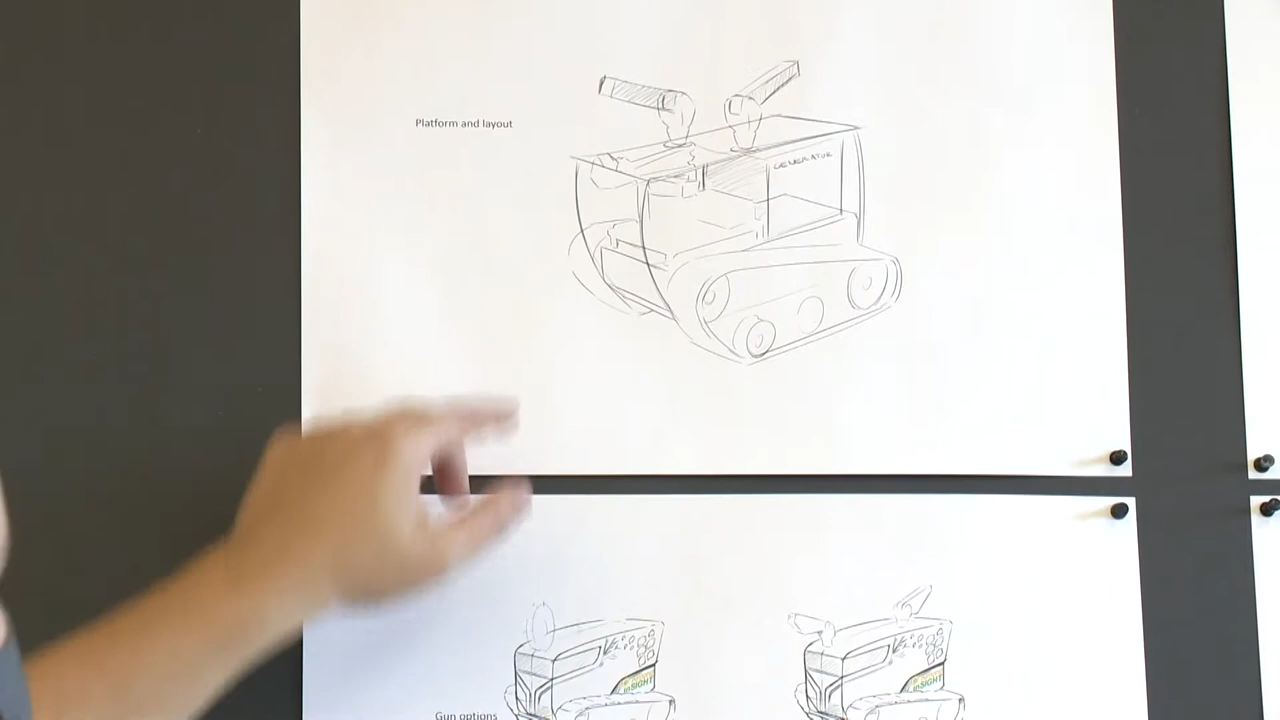 Platform and layout
GENERATOR
inSIGHT
inSIGHT
Gun options